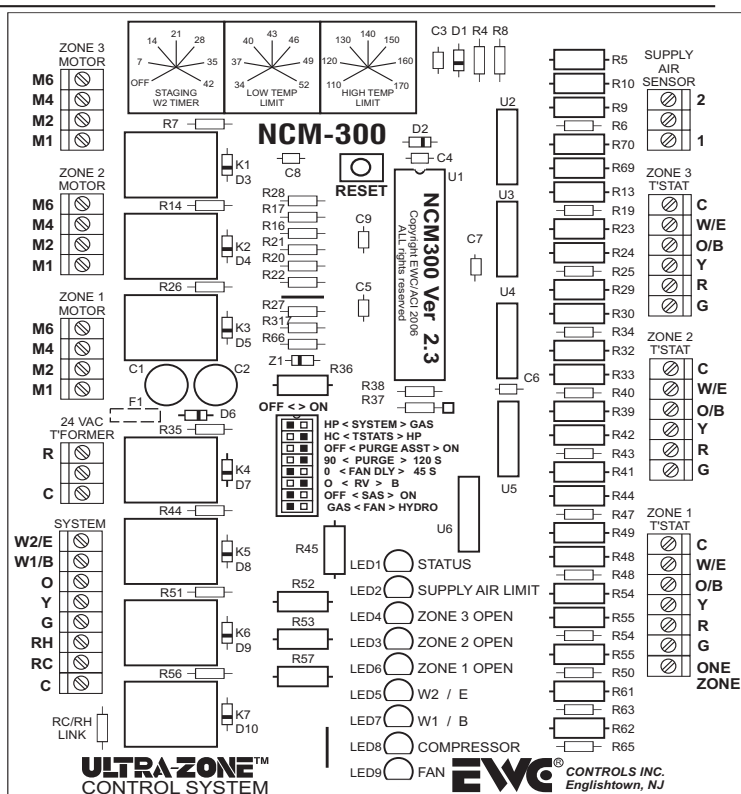 ZONE 3
MOTOR
M6
M4
M2
M1
ZONE 2
MOTOR
M6
M4
M2
M1
ZONE 1
MOTOR
M6
M4
M2
M1
F1
24 VAC
T'FORMER
R
C
SYSTEM
W2/E
W1/B
O
Y
G
RH
RC
C
RC/RH
LINK
OFF 7 14 21 28 35 42
STAGING
W2 TIMER
34 37 40 43 46 49 52
LOW TEMP
LIMIT
110 120 130 140 150 160 170
HIGH TEMP
LIMIT
R7
K1
D3
R14
K2
D4
R26
K3
D5
C1
C2
D6
R35
K4
D7
R44
K5
D8
R51
K6
D9
R56
K7
D10
NCM-300
C8
RESET
R28
R17
R16
R21
R20
R22
R27
R317
R66
Z1
R36
C9
C5
D2
C4
U1
NCM300 Ver 2.3
Copyright EWC/ACI 2006
ALL rights reserved
R38
R37
C3
D1
R4
R8
U2
U3
C7
U4
C6
U5
U6
OFF < > ON
HP < SYSTEM > GAS
HC < TSTATS > HP
OFF < PURGE ASST > ON
90 < PURGE > 120 S
0 < FAN DLY > 45 S
O < RV > B
OFF < SAS > ON
GAS < FAN > HYDRO
R45
R52
R53
R57
LED1 STATUS
LED2 SUPPLY AIR LIMIT
LED4 ZONE 3 OPEN
LED3 ZONE 2 OPEN
LED6 ZONE 1 OPEN
LED5 W2 / E
LED7 W1 / B
LED8 COMPRESSOR
LED9 FAN
R5
R10
R9
R6
R70
R69
R13
R19
R23
R24
R25
R29
R30
R34
R32
R33
R40
R39
R42
R43
R41
R44
R47
R49
R48
R48
R54
R55
R54
R55
R50
R61
R63
R62
R65
SUPPLY
AIR
SENSOR
2
1
ZONE 3
T'STAT
C
W/E
O/B
Y
R
G
ZONE 2
T'STAT
C
W/E
O/B
Y
R
G
ZONE 1
T'STAT
C
W/E
O/B
Y
R
G
ONE
ZONE
ULTRA-ZONE™
CONTROL SYSTEM
EWC®
CONTROLS INC.
Englishtown, NJ